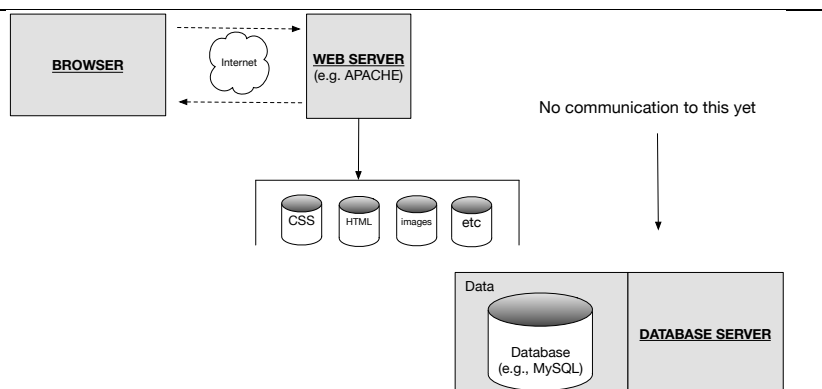 BROWSER
Internet
WEB SERVER
(e.g. APACHE)
No communication to this yet
CSS
HTML
images
etc
Data
Database
(e.g., MySQL)
DATABASE SERVER